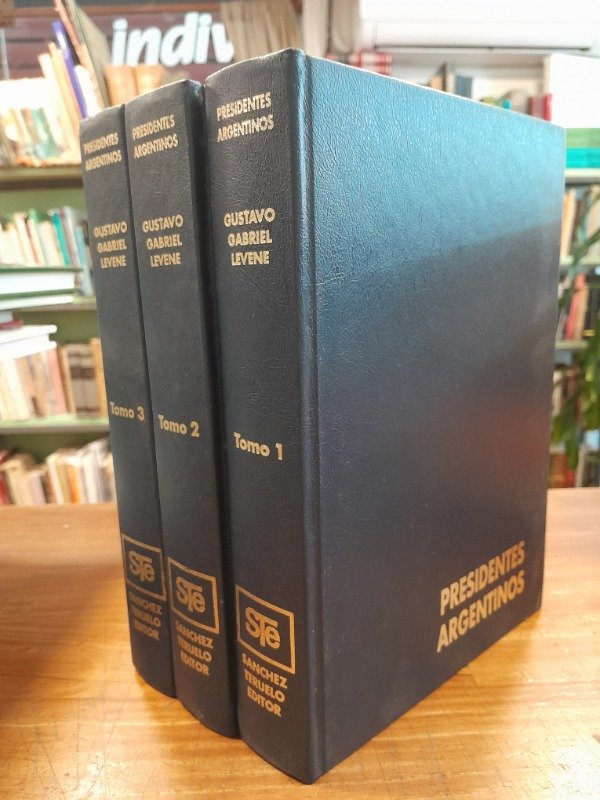 indiv
PRESIDENTES
ARGENTINOS
GUSTAVO
GABRIEL
LEVENE
Tomo 3
STe
SANCHEZ
TERUELO
EDITOR
PRESIDENTES
ARGENTINOS
GUSTAVO
GABRIEL
LEVENE
Tomo 2
STe
SANCHEZ
TERUELO
EDITOR
PRESIDENTES
ARGENTINOS
GUSTAVO
GABRIEL
LEVENE
Tomo 1
STe
SANCHEZ
TERUELO
EDITOR
PRESIDENTES
ARGENTINOS